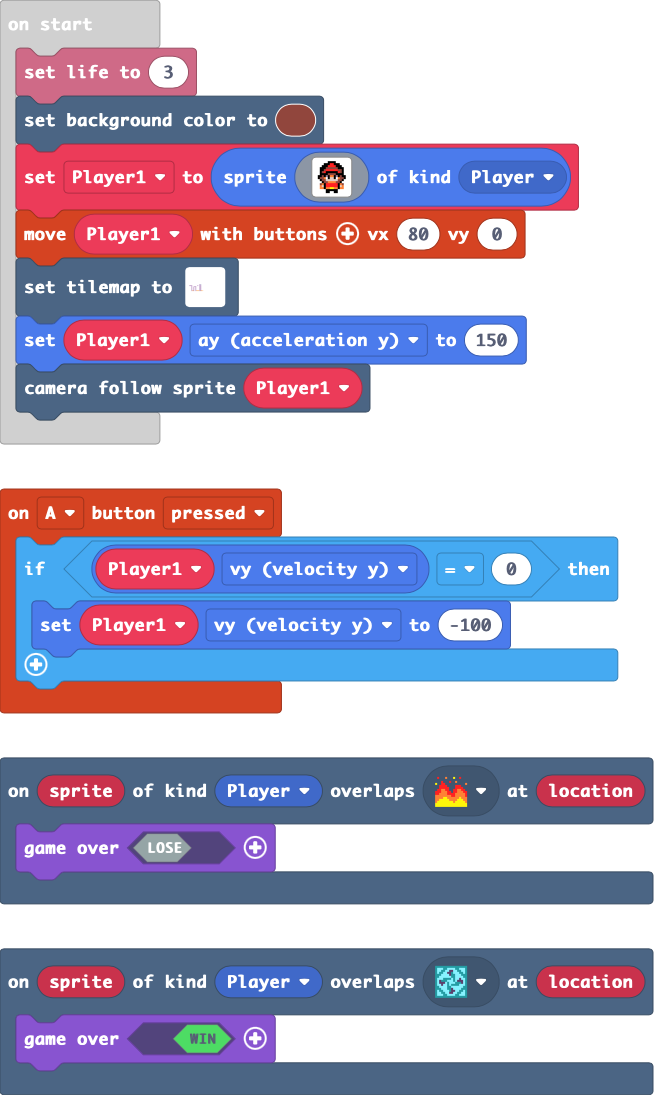 on start
set life to 3
set background color to
set Player1 to sprite of kind Player
move Player1 with buttons vx 80 vy 0
set tilemap to
set Player1 ay (acceleration y) to 150
camera follow sprite Player1
on A button pressed
if Player1 vy (velocity y) = 0 then
set Player1 vy (velocity y) to -100
on sprite of kind Player overlaps at location
game over LOSE
on sprite of kind Player overlaps at location
game over WIN